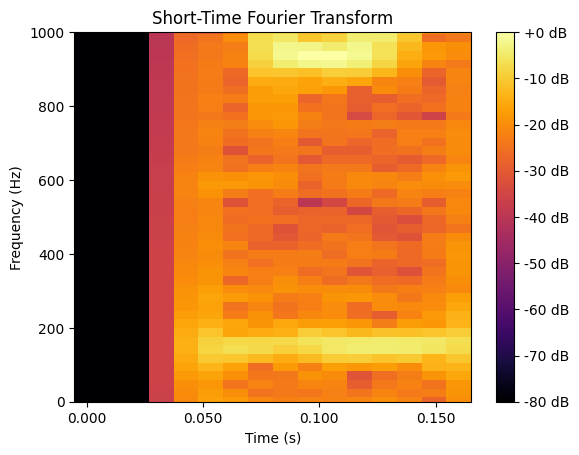 Short-Time Fourier Transform
1000
800
600
400
200
0
Frequency (Hz)
0.000
0.050
0.100
0.150
Time (s)
+0 dB
-10 dB
-20 dB
-30 dB
-40 dB
-50 dB
-60 dB
-70 dB
-80 dB